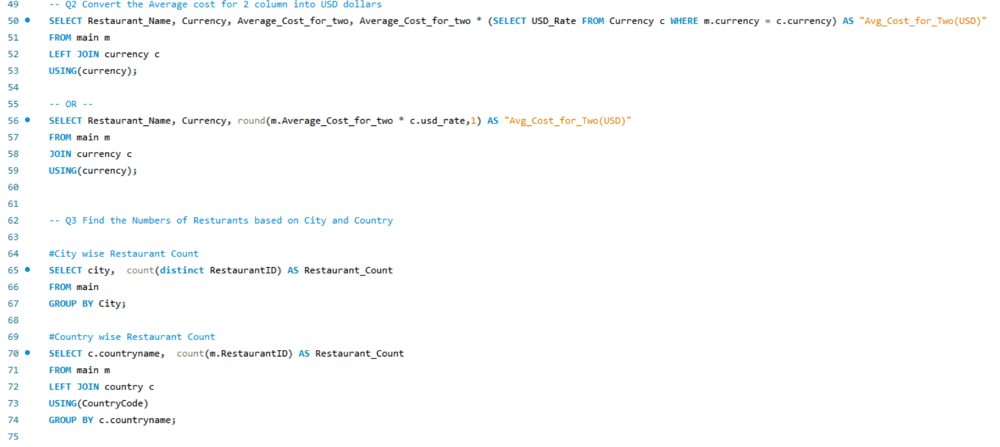 49 -- Q2 Convert the Average cost for 2 column into USD dollars
50 SELECT Restaurant_Name, Currency, Average_Cost_for_two, Average_Cost_for_two * (SELECT USD_Rate FROM Currency c WHERE m.currency = c.currency) AS "Avg_Cost_for_Two(USD)"
51 FROM main m
52 LEFT JOIN currency c
53 USING(currency);
54
55 -- OR --
56 SELECT Restaurant_Name, Currency, round(m.Average_Cost_for_two * c.usd_rate,1) AS "Avg_Cost_for_Two(USD)"
57 FROM main m
58 JOIN currency c
59 USING(currency);
60
61
62 -- Q3 Find the Numbers of Resturants based on City and Country
63
64 #City wise Restaurant Count
65 SELECT city,  count(distinct RestaurantID) AS Restaurant_Count
66 FROM main
67 GROUP BY City;
68
69 #Country wise Restaurant Count
70 SELECT c.countryname,  count(m.RestaurantID) AS Restaurant_Count
71 FROM main m
72 LEFT JOIN country c
73 USING(CountryCode)
74 GROUP BY c.countryname;
75